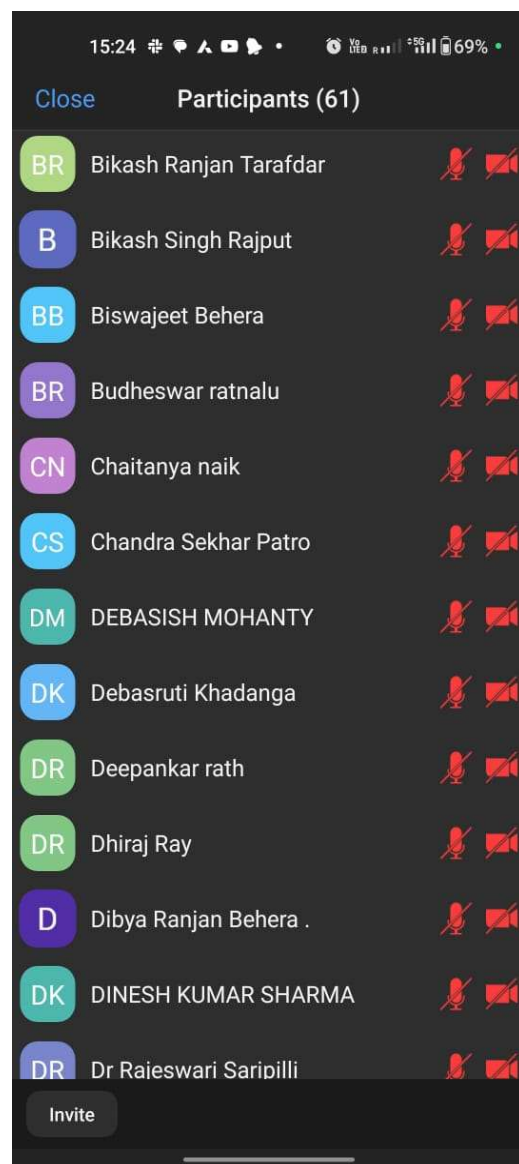 15:24 69%
Close Participants (61)
BR Bikash Ranjan Tarafdar
B Bikash Singh Rajput
BB Biswajeet Behera
BR Budheswar ratnalu
CN Chaitanya naik
CS Chandra Sekhar Patro
DM DEBASISH MOHANTY
DK Debasruti Khadanga
DR Deepankar rath
DR Dhiraj Ray
D Dibya Ranjan Behera .
DK DINESH KUMAR SHARMA
DR Dr Rajeswari Saripilli
Invite